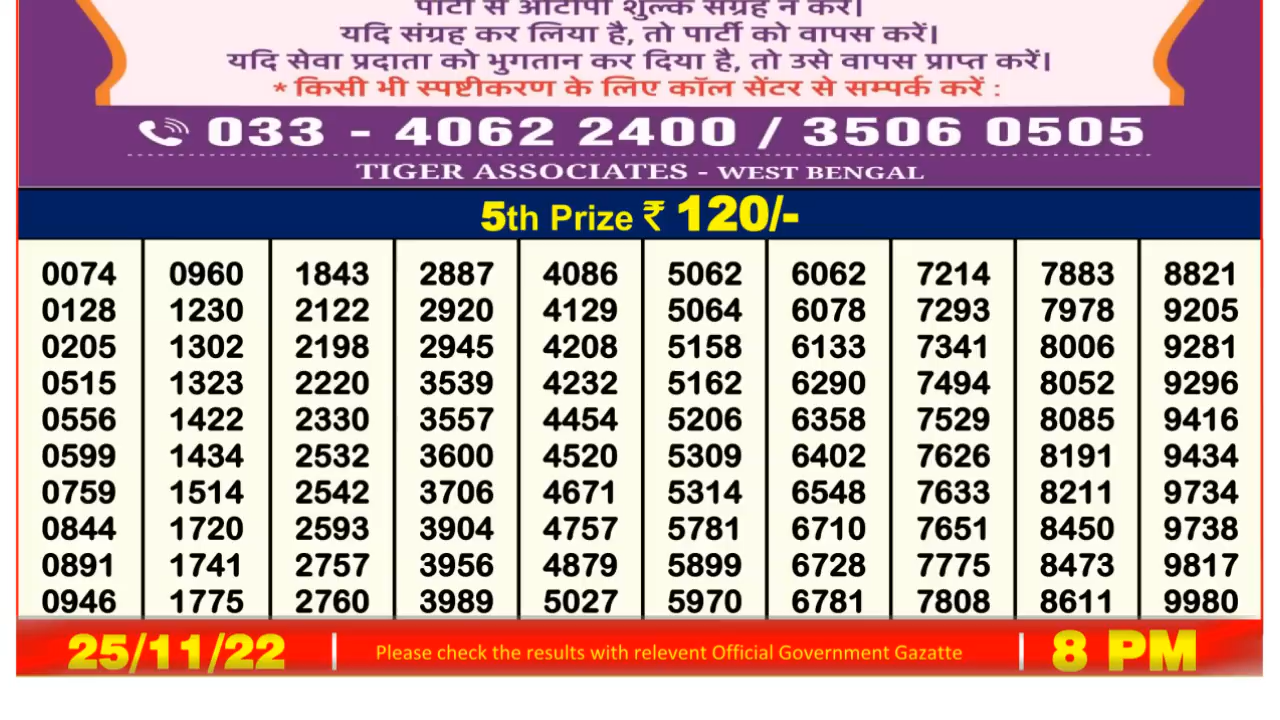 पार्टी से ओटीपी शुल्क संग्रह न करें।
यदि संग्रह कर लिया है, तो पार्टी को वापस करें।
यदि सेवा प्रदाता को भुगतान कर दिया है, तो उसे वापस प्राप्त करें।
* किसी भी स्पष्टीकरण के लिए कॉल सेंटर से सम्पर्क करें :
033 - 4062 2400 / 3506 0505
TIGER ASSOCIATES - WEST BENGAL
5th Prize ₹ 120/-
0074 0960 1843 2887 4086 5062 6062 7214 7883 8821
0128 1230 2122 2920 4129 5064 6078 7293 7978 9205
0205 1302 2198 2945 4208 5158 6133 7341 8006 9281
0515 1323 2220 3539 4232 5162 6290 7494 8052 9296
0556 1422 2330 3557 4454 5206 6358 7529 8085 9416
0599 1434 2532 3600 4520 5309 6402 7626 8191 9434
0759 1514 2542 3706 4671 5314 6548 7633 8211 9734
0844 1720 2593 3904 4757 5781 6710 7651 8450 9738
0891 1741 2757 3956 4879 5899 6728 7775 8473 9817
0946 1775 2760 3989 5027 5970 6781 7808 8611 9980
25/11/22 | Please check the results with relevent Official Government Gazatte | 8 PM